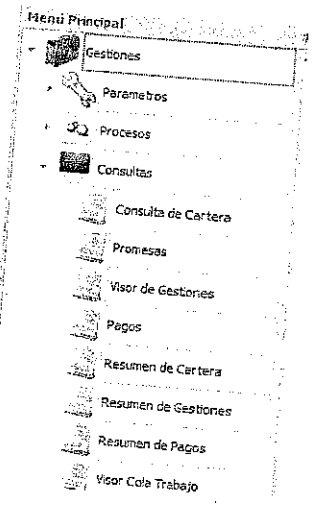 Menú Principal
Gestiones
Parametros
Procesos
Consultas
Consulta de Cartera
Promesas
Visor de Gestiones
Pagos
Resumen de Cartera
Resumen de Gestiones
Resumen de Pagos
Visor Cola Trabajo